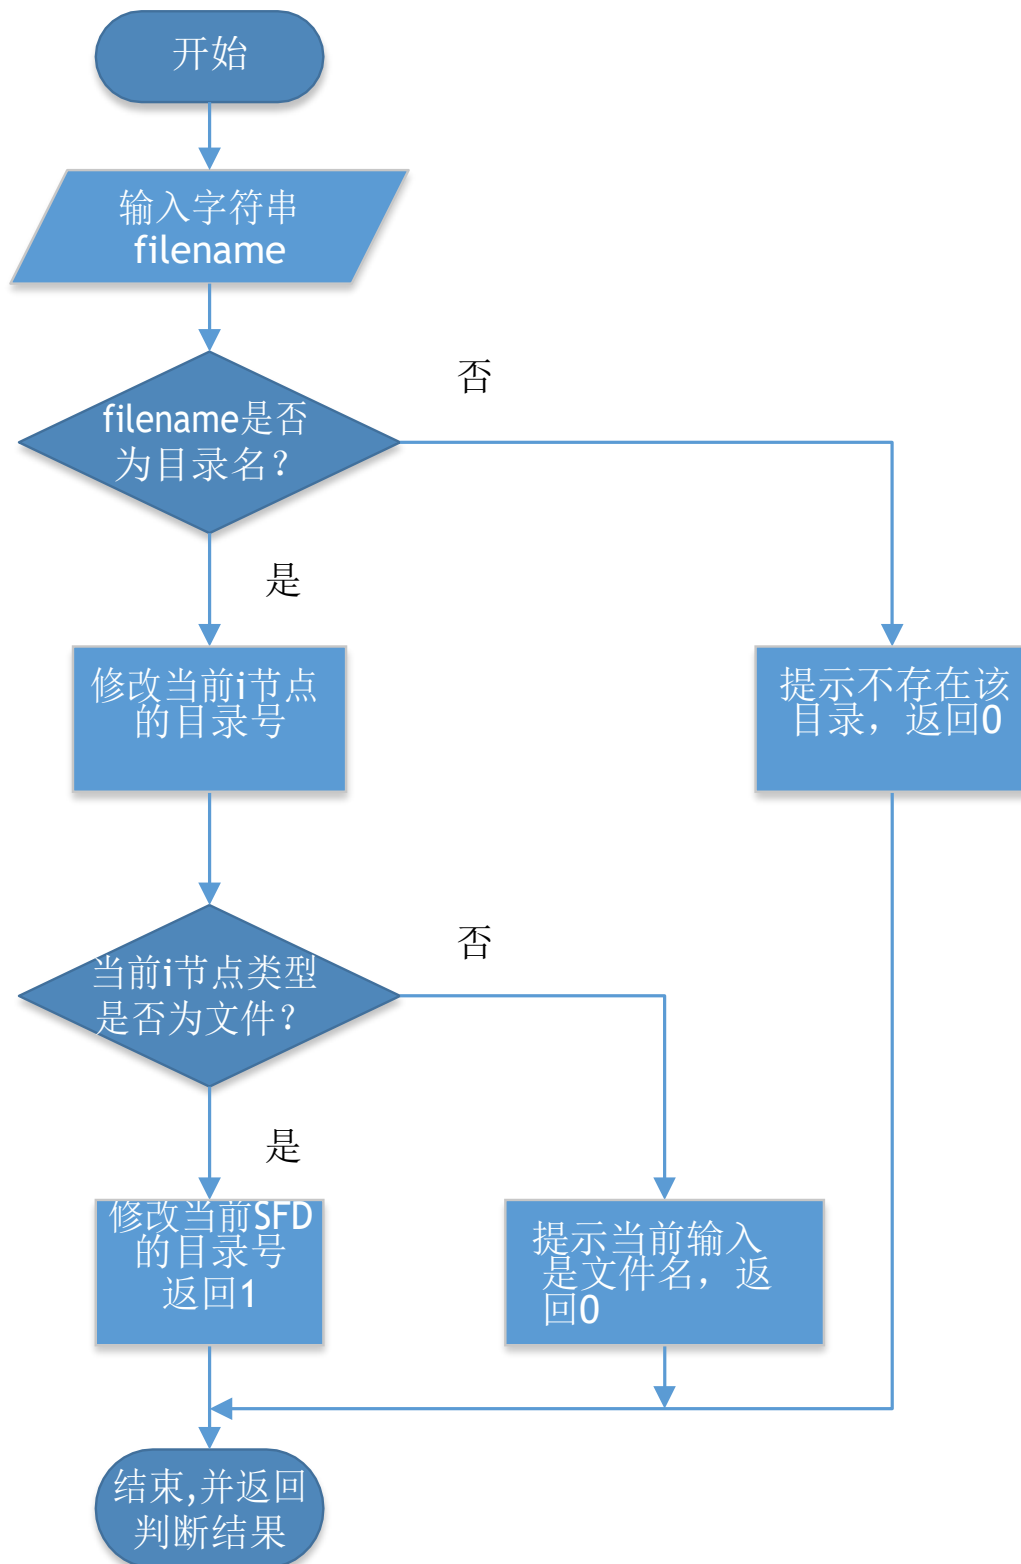 开始
输入字符串
filename
否
filename是否
为目录名？
是
修改当前i节点
的目录号
提示不存在该
目录，返回0
否
当前i节点类型
是否为文件？
是
修改当前SFD
的目录号
返回1
提示当前输入
是文件名，返
回0
结束,并返回
判断结果